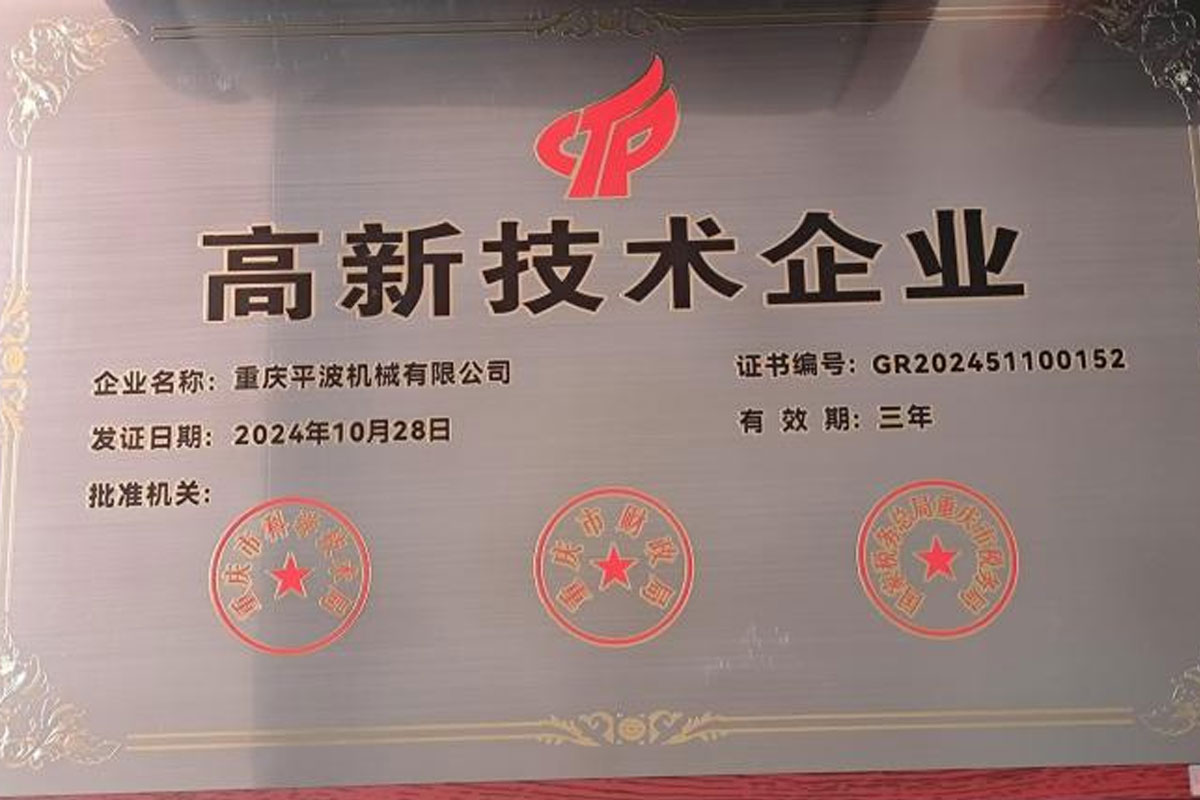 CTP
高新技术企业
企业名称：重庆平波机械有限公司
证书编号：GR202451100152
发证日期：2024年10月28日
有 效 期：三年
批准机关：
重庆市科学技术局
重庆市财政局
国家税务总局重庆市税务局